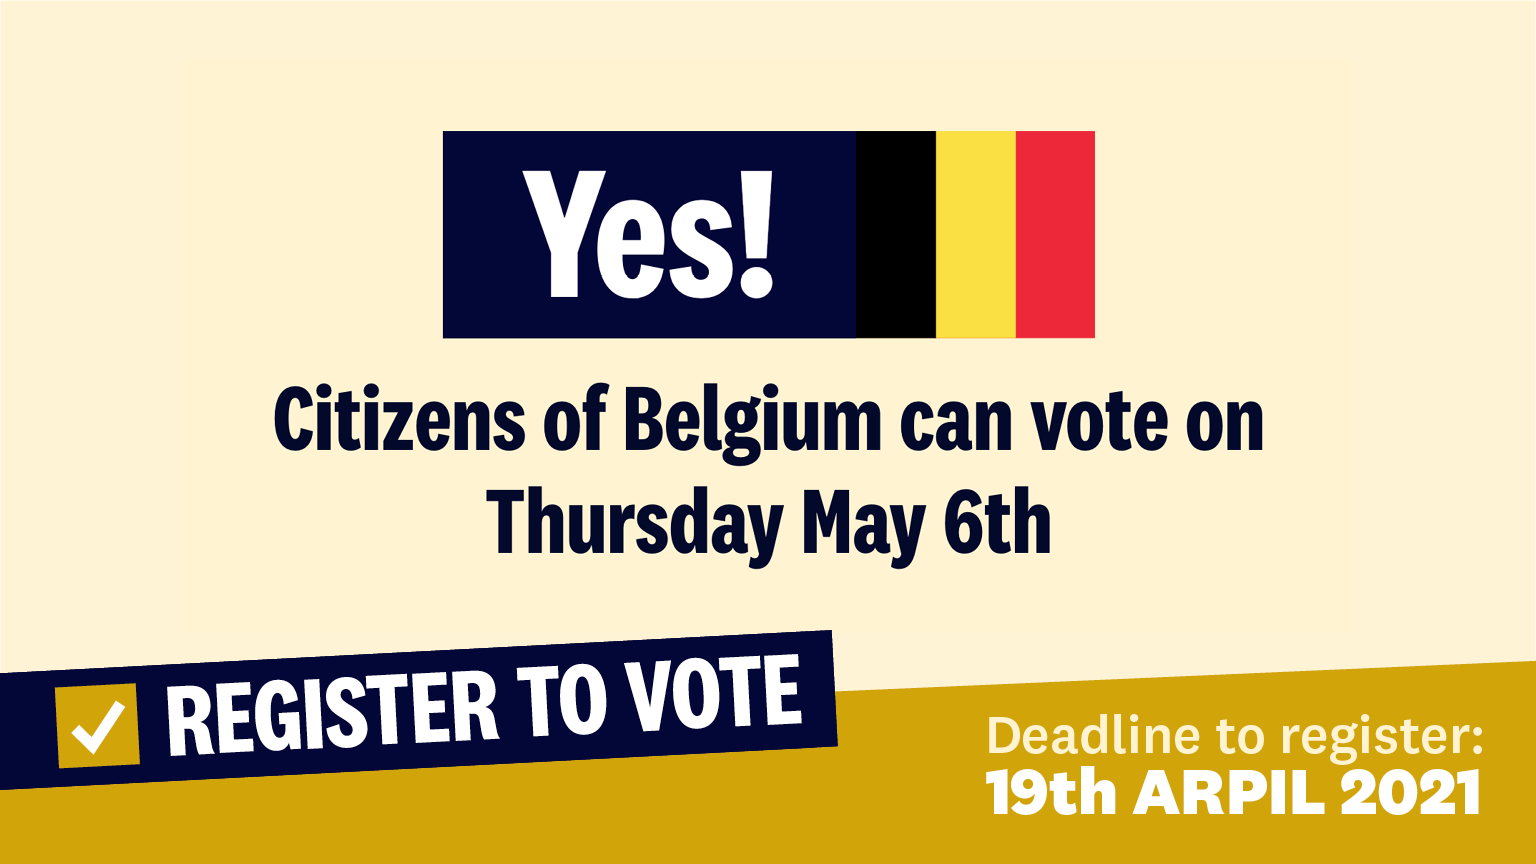 Yes!
Citizens of Belgium can vote on
Thursday May 6th
REGISTER TO VOTE
Deadline to register:
19th ARPIL 2021